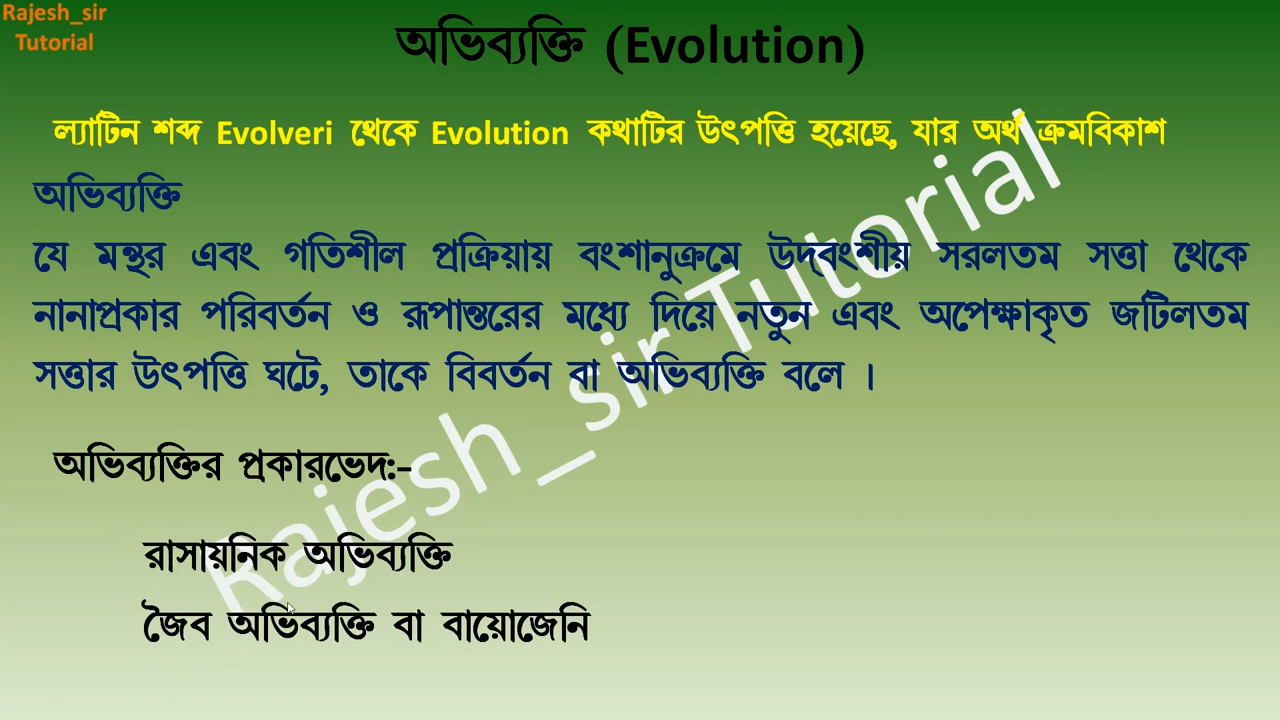 Rajesh_sir
Tutorial
অভিব্যক্তি (Evolution)
ল্যাটিন শব্দ Evolveri থেকে Evolution কথাটির উৎপত্তি হয়েছে, যার অর্থ ক্রমবিকাশ
অভিব্যক্তি
যে মন্থর এবং গতিশীল প্রক্রিয়ায় বংশানুক্রমে উদ্‌বংশীয় সরলতম সত্তা থেকে
নানাপ্রকার পরিবর্তন ও রূপান্তরের মধ্যে দিয়ে নতুন এবং অপেক্ষাকৃত জটিলতম
সত্তার উৎপত্তি ঘটে, তাকে বিবর্তন বা অভিব্যক্তি বলে ।
অভিব্যক্তির প্রকারভেদ:-
রাসায়নিক অভিব্যক্তি
জৈব অভিব্যক্তি বা বায়োজেনি
Rajesh_sir Tutorial